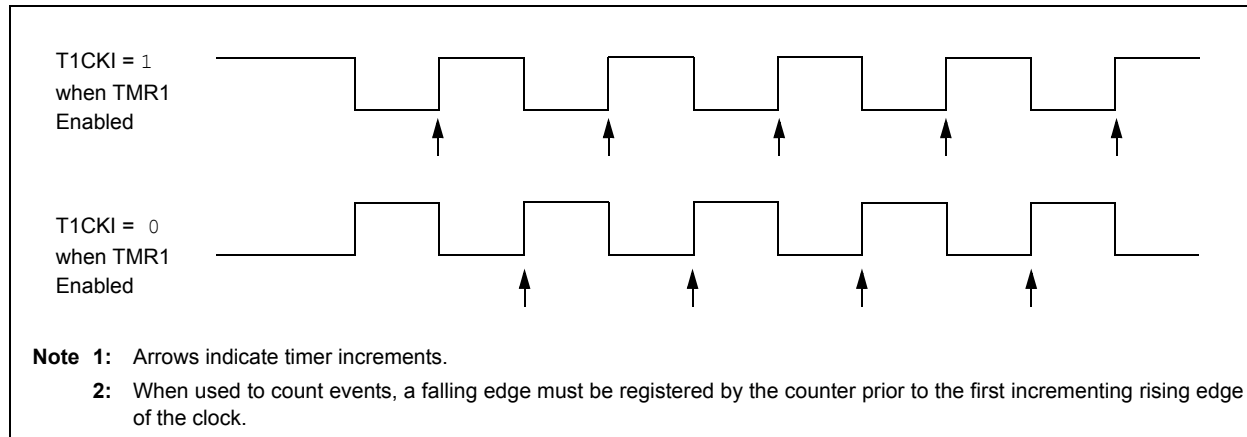 T1CKI = 1
when TMR1
Enabled
T1CKI = 0
when TMR1
Enabled
Note 1: Arrows indicate timer increments.
2: When used to count events, a falling edge must be registered by the counter prior to the first incrementing rising edge
of the clock.